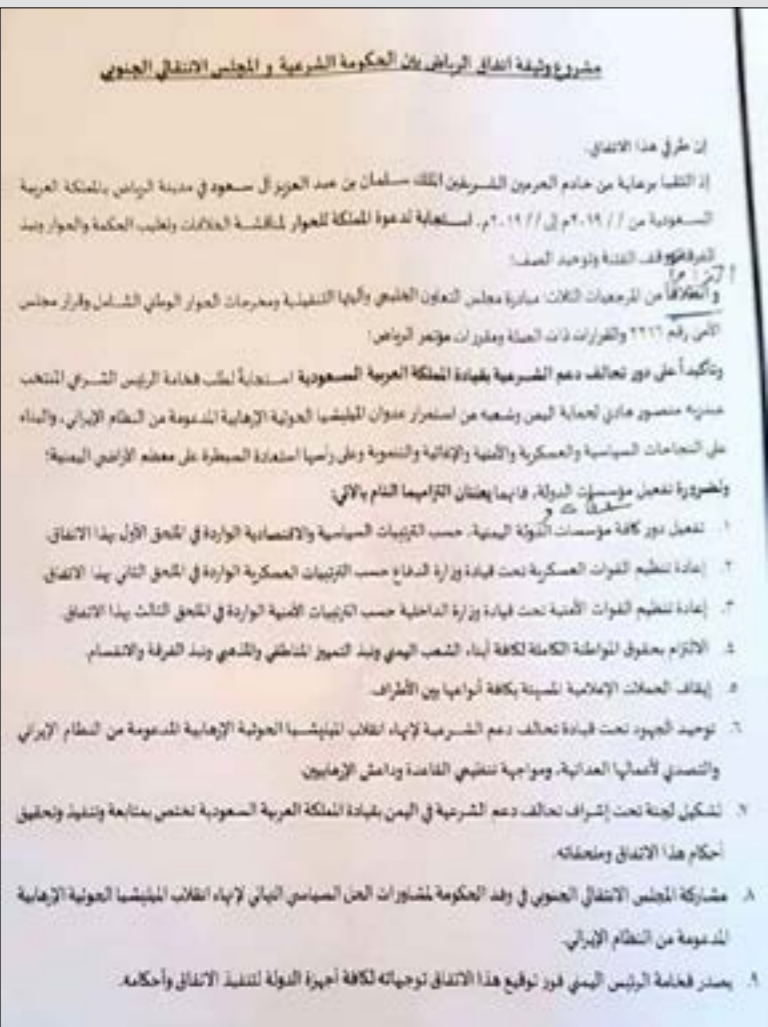 مشروع وثيقة اتفاق الرياض بين الحكومة الشرعية و المجلس الانتقالي الجنوبي
إن طرفي هذا الاتفاق.
إذ التقيا برعاية من خادم الحرمين الشريفين الملك سلمان بن عبد العزيز آل سعود في مدينة الرياض بالمملكة العربية
السعودية من / / ٢٠١٩م إلى / / ٢٠١٩م، استجابة لدعوة المملكة للحوار لمناقشة الخلافات وتغليب الحكمة والحوار ونبذ
الفرقة ووقف الفتنة وتوحيد الصف؛
وانطلاقاً من المرجعيات الثلاث: مبادرة مجلس التعاون الخليجي وآليتها التنفيذية ومخرجات الحوار الوطني الشامل وقرار مجلس
الأمن رقم ٢٢١٦ والقرارات ذات الصلة ومقررات مؤتمر الرياض؛
وتأكيداً على دور تحالف دعم الشرعية بقيادة المملكة العربية السعودية استجابةً لطلب فخامة الرئيس الشرعي المنتخب
عبدربه منصور هادي لحماية اليمن وشعبه من استمرار عدوان الميليشيا الحوثية الإرهابية المدعومة من النظام الإيراني، والبناء
على النجاحات السياسية والعسكرية والأمنية والإغاثية والتنموية وعلى رأسها استعادة السيطرة على معظم الأراضي اليمنية؛
ولضرورة تفعيل مؤسسات الدولة، فإنهما يعلنان التزامهما التام بالآتي:
١. تفعيل دور كافة مؤسسات الدولة اليمنية، حسب الترتيبات السياسية والاقتصادية الواردة في الملحق الأول بهذا الاتفاق.
٢. إعادة تنظيم القوات العسكرية تحت قيادة وزارة الدفاع حسب الترتيبات العسكرية الواردة في الملحق الثاني بهذا الاتفاق.
٣. إعادة تنظيم القوات الأمنية تحت قيادة وزارة الداخلية حسب الترتيبات الأمنية الواردة في الملحق الثالث بهذا الاتفاق.
٤. الالتزام بحقوق المواطنة الكاملة لكافة أبناء الشعب اليمني ونبذ التمييز المناطقي والمذهبي ونبذ الفرقة والانقسام.
٥. إيقاف الحملات الإعلامية المسيئة بكافة أنواعها بين الأطراف.
٦. توحيد الجهود تحت قيادة تحالف دعم الشرعية لإنهاء انقلاب الميليشيا الحوثية الإرهابية المدعومة من النظام الإيراني
والتصدي لأعمالها العدائية، ومواجهة تنظيمي القاعدة وداعش الإرهابيين.
٧. تشكيل لجنة تحت إشراف تحالف دعم الشرعية في اليمن بقيادة المملكة العربية السعودية تختص بمتابعة وتنفيذ وتحقيق
أحكام هذا الاتفاق وملحقاته.
٨. مشاركة المجلس الانتقالي الجنوبي في وفد الحكومة لمشاورات الحل السياسي النهائي لإنهاء انقلاب الميليشيا الحوثية الإرهابية
المدعومة من النظام الإيراني.
٩. يصدر فخامة الرئيس اليمني فور توقيع هذا الاتفاق توجيهاته لكافة أجهزة الدولة لتنفيذ الاتفاق وأحكامه.